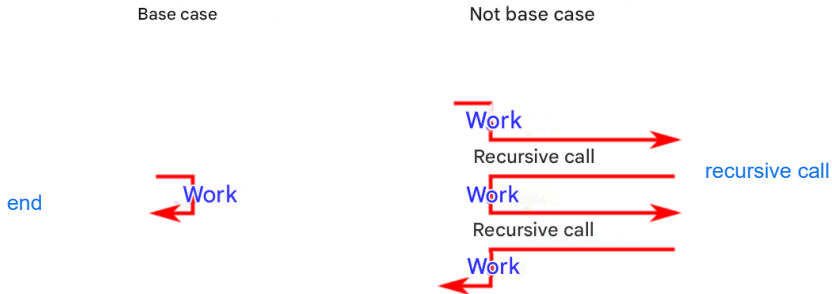 Base case
Not base case
Work
Recursive call
recursive call
end
Work
Work
Recursive call
Work